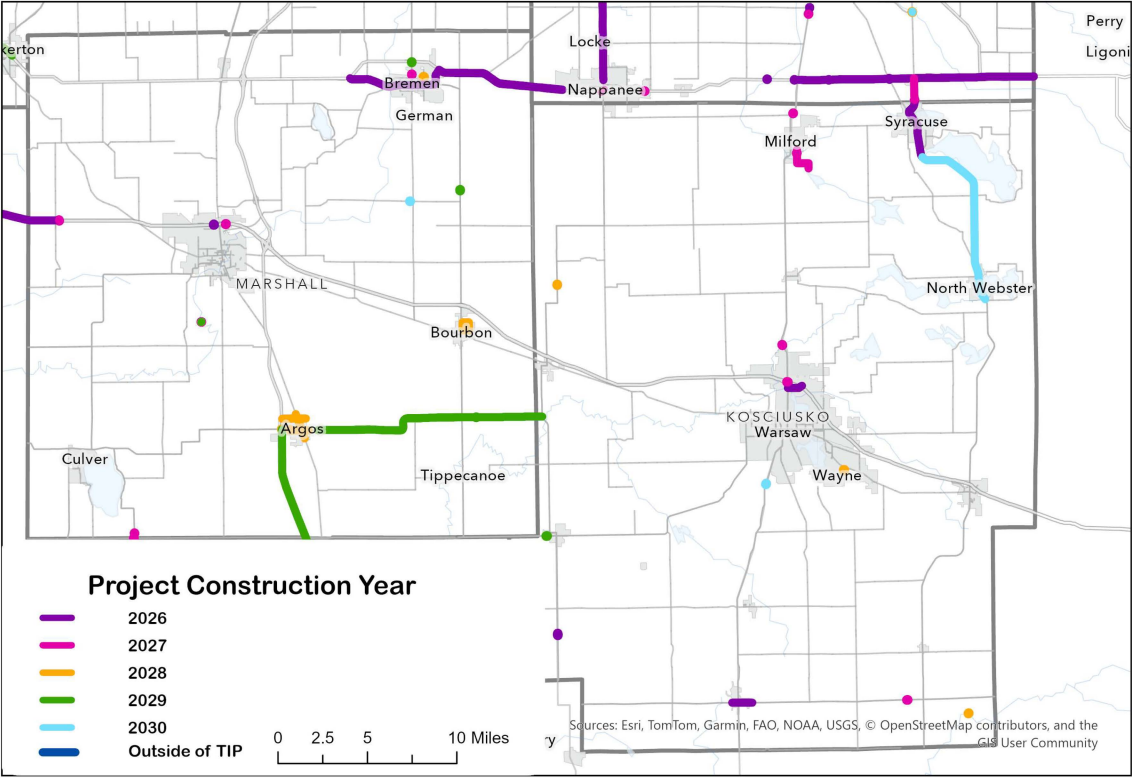 Perry
Locke
kerton
Ligoni
Bremen
Nappanee
German
Syracuse
Milford
MARSHALL
North Webster
Bourbon
KOSCIUSKO
Argos
Warsaw
Culver
Tippecanoe
Wayne
Project Construction Year
2026
2027
2028
2029
2030
Outside of TIP
0 2.5 5 10 Miles
ry
Sources: Esri, TomTom, Garmin, FAO, NOAA, USGS, © OpenStreetMap contributors, and the
GIS User Community